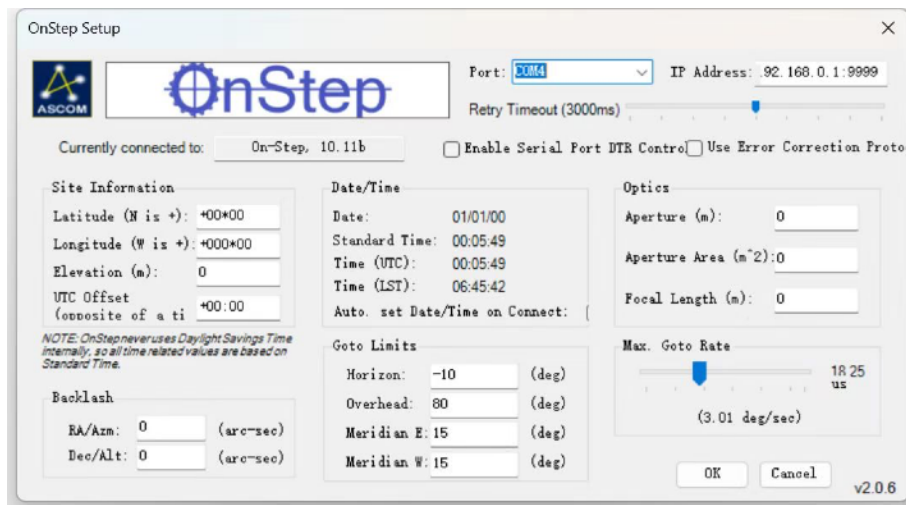 OnStep Setup
ASCOM
OnStep
Port: COM4
IP Address: .92.168.0.1:9999
Retry Timeout (3000ms)
Currently connected to: On-Step, 10.11b
Enable Serial Port DTR Contro
Use Error Correction Proto
Site Information
Latitude (N is +): +00*00
Longitude (W is +): +000*00
Elevation (m): 0
UTC Offset
(opposite of a ti
+00:00
NOTE: OnStep never uses Daylight Savings Time
internally, so all time related values are based on
Standard Time.
Backlash
RA/Azm: 0 (arc-sec)
Dec/Alt: 0 (arc-sec)
Date/Time
Date: 01/01/00
Standard Time: 00:05:49
Time (UTC): 00:05:49
Time (LST): 06:45:42
Auto. set Date/Time on Connect:
Goto Limits
Horizon: -10 (deg)
Overhead: 80 (deg)
Meridian E: 15 (deg)
Meridian W: 15 (deg)
Optics
Aperture (m): 0
Aperture Area (m^2): 0
Focal Length (m): 0
Max. Goto Rate
18.25
us
(3.01 deg/sec)
OK
Cancel
v2.0.6